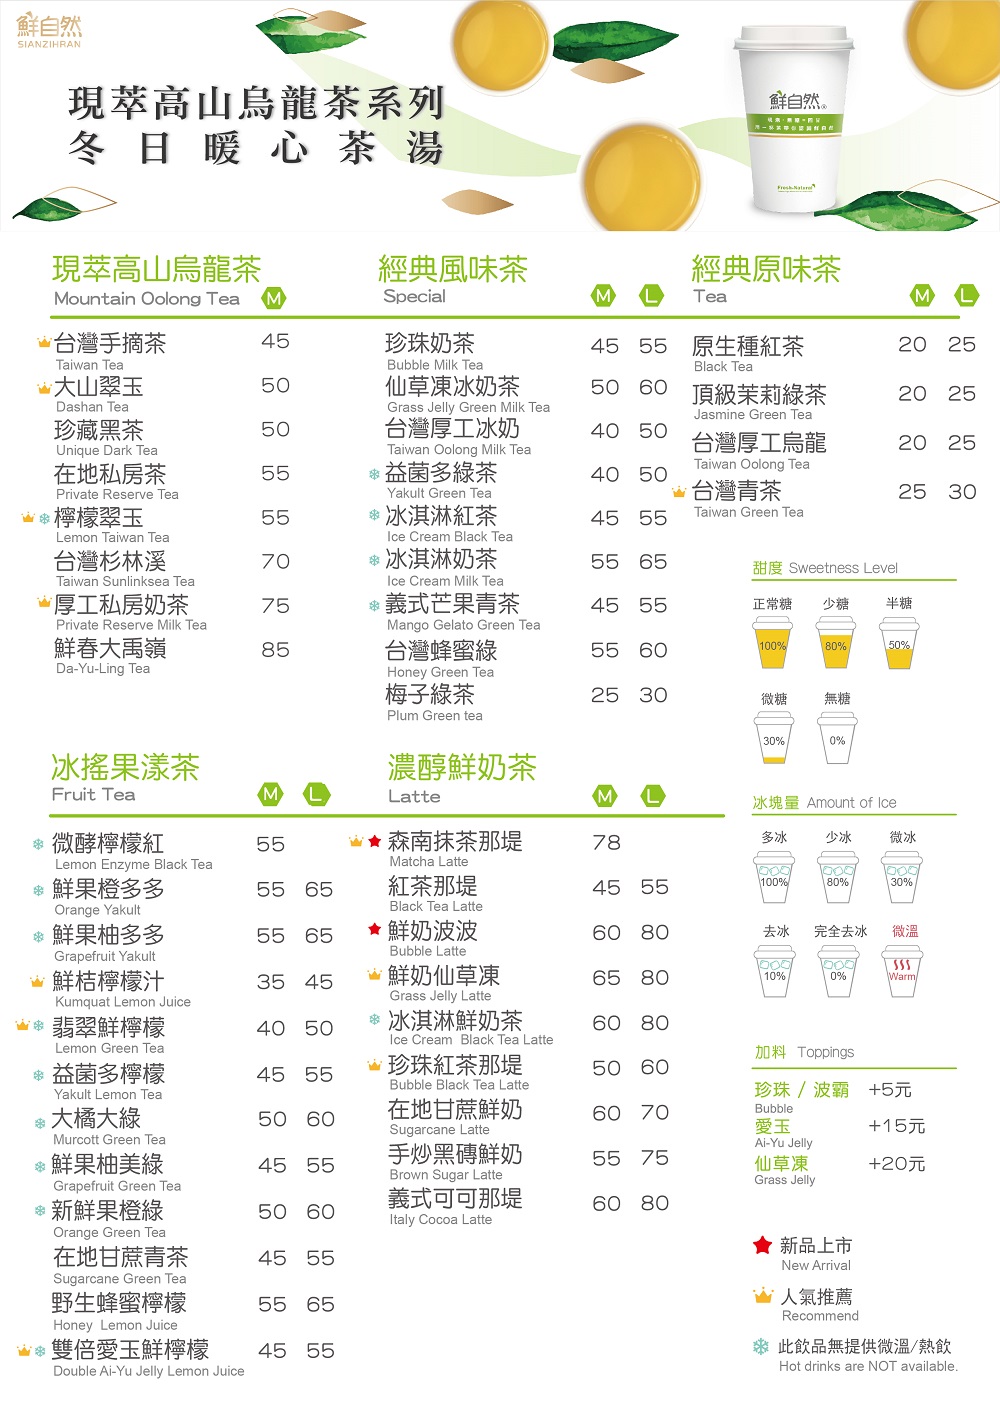 鮮自然
SIANZIHRAN
現萃高山烏龍茶系列
冬日暖心茶湯
鮮自然®
Fresh-Natural
現萃高山烏龍茶
Mountain Oolong Tea M
台灣手摘茶 45
Taiwan Tea
大山翠玉 50
Dashan Tea
珍藏黑茶 50
Unique Dark Tea
在地私房茶 55
Private Reserve Tea
檸檬翠玉 55
Lemon Taiwan Tea
台灣杉林溪 70
Taiwan Sunlinksea Tea
厚工私房奶茶 75
Private Reserve Milk Tea
鮮春大禹嶺 85
Da-Yu-Ling Tea
經典風味茶
Special M L
珍珠奶茶 45 55
Bubble Milk Tea
仙草凍冰奶茶 50 60
Grass Jelly Green Milk Tea
台灣厚工冰奶 40 50
Taiwan Oolong Milk Tea
益菌多綠茶 40 50
Yakult Green Tea
冰淇淋紅茶 45 55
Ice Cream Black Tea
冰淇淋奶茶 55 65
Ice Cream Milk Tea
義式芒果青茶 45 55
Mango Gelato Green Tea
台灣蜂蜜綠 55 60
Honey Green Tea
梅子綠茶 25 30
Plum Green tea
經典原味茶
Tea M L
原生種紅茶 20 25
Black Tea
頂級茉莉綠茶 20 25
Jasmine Green Tea
台灣厚工烏龍 20 25
Taiwan Oolong Tea
台灣青茶 25 30
Taiwan Green Tea
冰搖果漾茶
Fruit Tea M L
微酵檸檬紅 55
Lemon Enzyme Black Tea
鮮果橙多多 55 65
Orange Yakult
鮮果柚多多 55 65
Grapefruit Yakult
鮮桔檸檬汁 35 45
Kumquat Lemon Juice
翡翠鮮檸檬 40 50
Lemon Green Tea
益菌多檸檬 45 55
Yakult Lemon Tea
大橘大綠 50 60
Murcott Green Tea
鮮果柚美綠 45 55
Grapefruit Green Tea
新鮮果橙綠 50 60
Orange Green Tea
在地甘蔗青茶 45 55
Sugarcane Green Tea
野生蜂蜜檸檬 55 65
Honey Lemon Juice
雙倍愛玉鮮檸檬 45 55
Double Ai-Yu Jelly Lemon Juice
濃醇鮮奶茶
Latte M L
森南抹茶那堤 78
Matcha Latte
紅茶那堤 45 55
Black Tea Latte
鮮奶波波 60 80
Bubble Latte
鮮奶仙草凍 65 80
Grass Jelly Latte
冰淇淋鮮奶茶 60 80
Ice Cream Black Tea Latte
珍珠紅茶那堤 50 60
Bubble Black Tea Latte
在地甘蔗鮮奶 60 70
Sugarcane Latte
手炒黑磚鮮奶 55 75
Brown Sugar Latte
義式可可那堤 60 80
Italy Cocoa Latte
甜度 Sweetness Level
正常糖 少糖 半糖
100% 80% 50%
微糖 無糖
30% 0%
冰塊量 Amount of Ice
多冰 少冰 微冰
100% 80% 30%
去冰 完全去冰 微溫
10% 0% Warm
加料 Toppings
珍珠 / 波霸 +5元
Bubble
愛玉 +15元
Ai-Yu Jelly
仙草凍 +20元
Grass Jelly
新品上市
New Arrival
人氣推薦
Recommend
此飲品無提供微溫/熱飲
Hot drinks are NOT available.